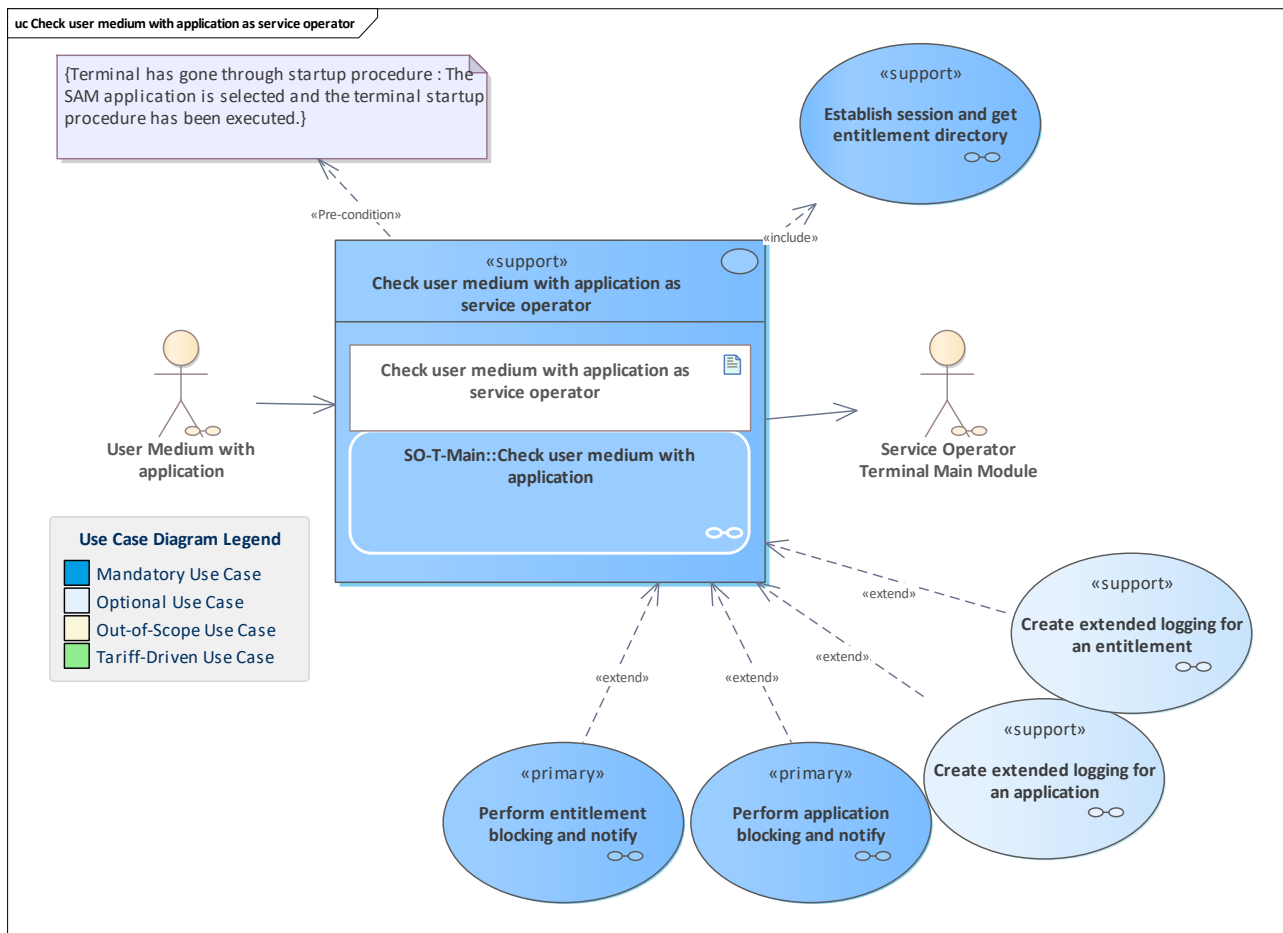 uc Check user medium with application as service operator
{Terminal has gone through startup procedure : The
SAM application is selected and the terminal startup
procedure has been executed.}
«support»
Establish session and get
entitlement directory
«Pre-condition»
«include»
«support»
Check user medium with application as
service operator
Check user medium with application as
service operator
SO-T-Main::Check user medium with
application
User Medium with
application
Service Operator
Terminal Main Module
Use Case Diagram Legend
Mandatory Use Case
Optional Use Case
Out-of-Scope Use Case
Tariff-Driven Use Case
«extend»
«extend»
«extend»
«extend»
«support»
Create extended logging for
an entitlement
«support»
Create extended logging for
an application
«primary»
Perform entitlement
blocking and notify
«primary»
Perform application
blocking and notify